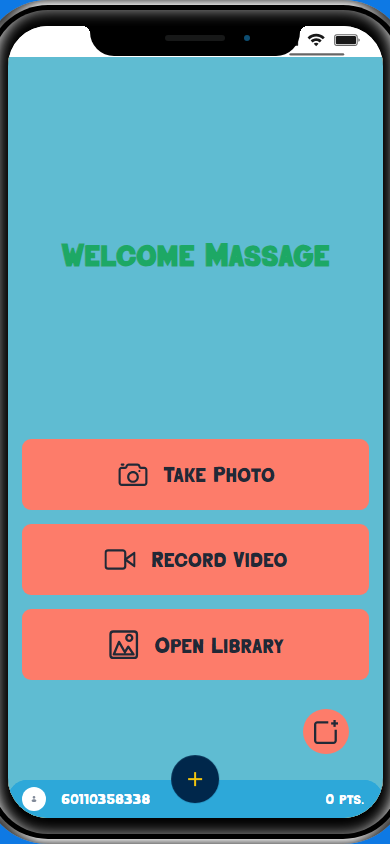 Welcome Massage
Take Photo
Record Video
Open Library
60110358338
0 PTS.